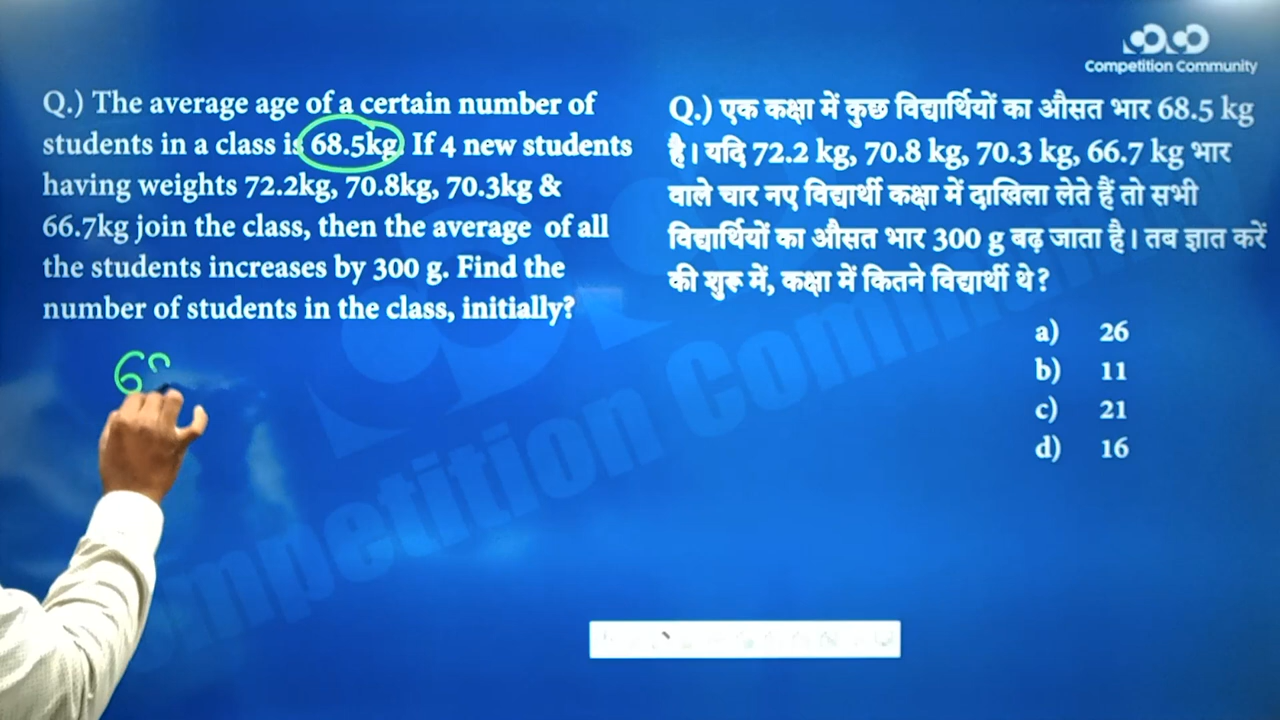 Competition Community
Q.) The average age of a certain number of
students in a class is 68.5kg. If 4 new students
having weights 72.2kg, 70.8kg, 70.3kg &
66.7kg join the class, then the average of all
the students increases by 300 g. Find the
number of students in the class, initially?
Q.) एक कक्षा में कुछ विद्यार्थियों का औसत भार 68.5 kg
है। यदि 72.2 kg, 70.8 kg, 70.3 kg, 66.7 kg भार
वाले चार नए विद्यार्थी कक्षा में दाखिला लेते हैं तो सभी
विद्यार्थियों का औसत भार 300 g बढ़ जाता है। तब ज्ञात करें
की शुरू में, कक्षा में कितने विद्यार्थी थे?
a) 26
b) 11
c) 21
d) 16
6
Competition Community